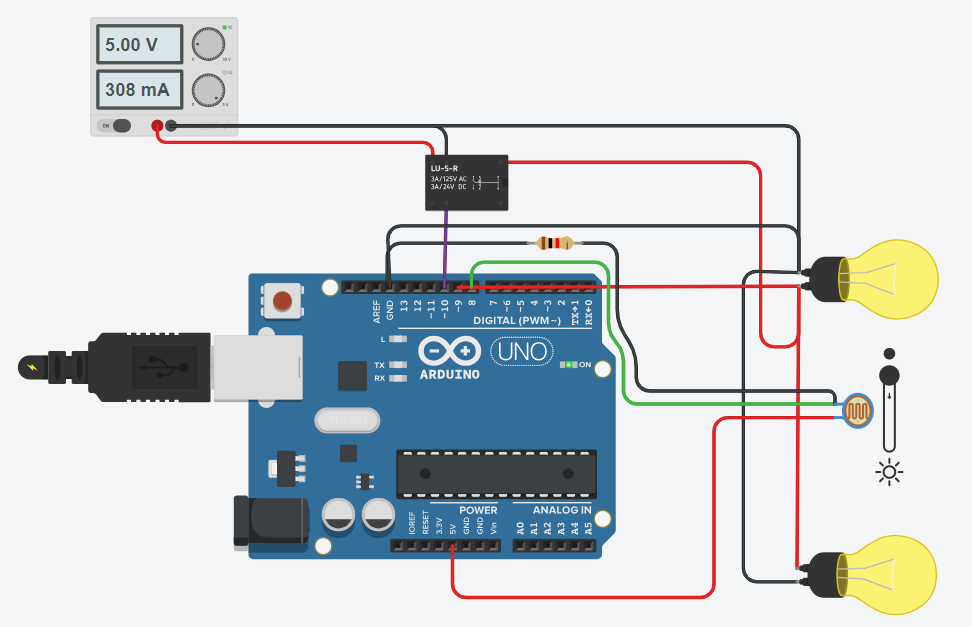 5.00 V
308 mA
ON
LU-5-R
3A/125V AC
3A/24V DC
AREF
GND
13
12
~11
~10
~9
8
7
~6
~5
4
~3
2
TX→1
RX←0
DIGITAL (PWM~)
L
TX
RX
UNO
ARDUINO
ON
POWER
ANALOG IN
IOREF
RESET
3.3V
5V
GND
GND
Vin
A0
A1
A2
A3
A4
A5